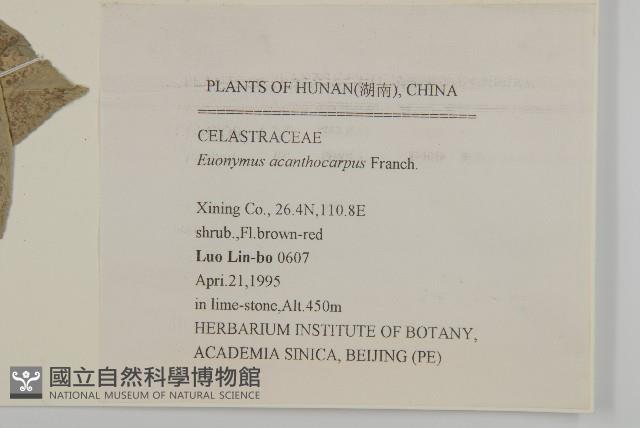 PLANTS OF HUNAN(湖南), CHINA
==========================================
CELASTRACEAE
Euonymus acanthocarpus Franch.
Xining Co., 26.4N,110.8E
shrub.,Fl.brown-red
Luo Lin-bo 0607
Apri.21,1995
in lime-stone,Alt.450m
HERBARIUM INSTITUTE OF BOTANY,
ACADEMIA SINICA, BEIJING (PE)
國立自然科學博物館
NATIONAL MUSEUM OF NATURAL SCIENCE